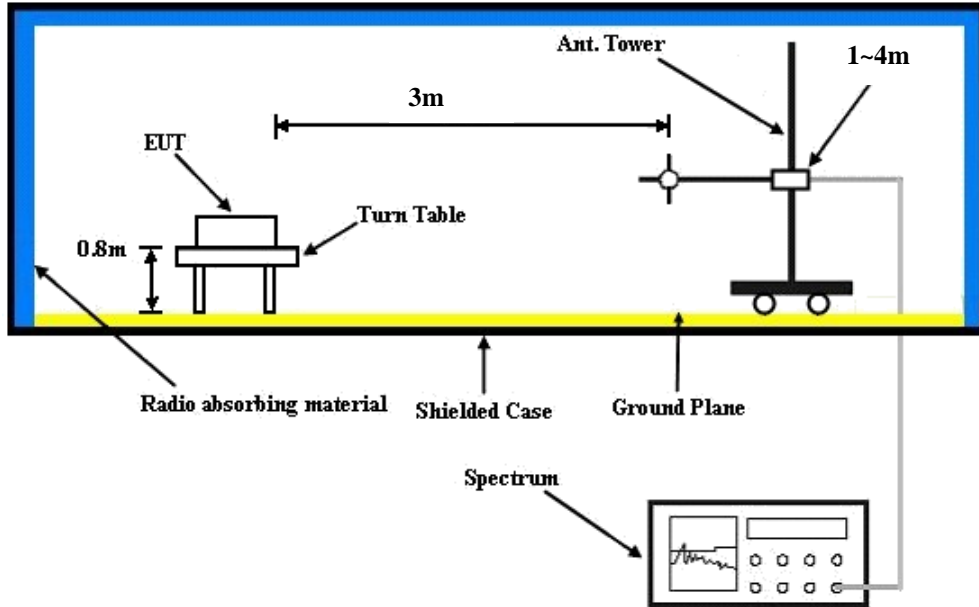 Ant. Tower
1~4m
3m
EUT
Turn Table
0.8m
Radio absorbing material
Shielded Case
Ground Plane
Spectrum